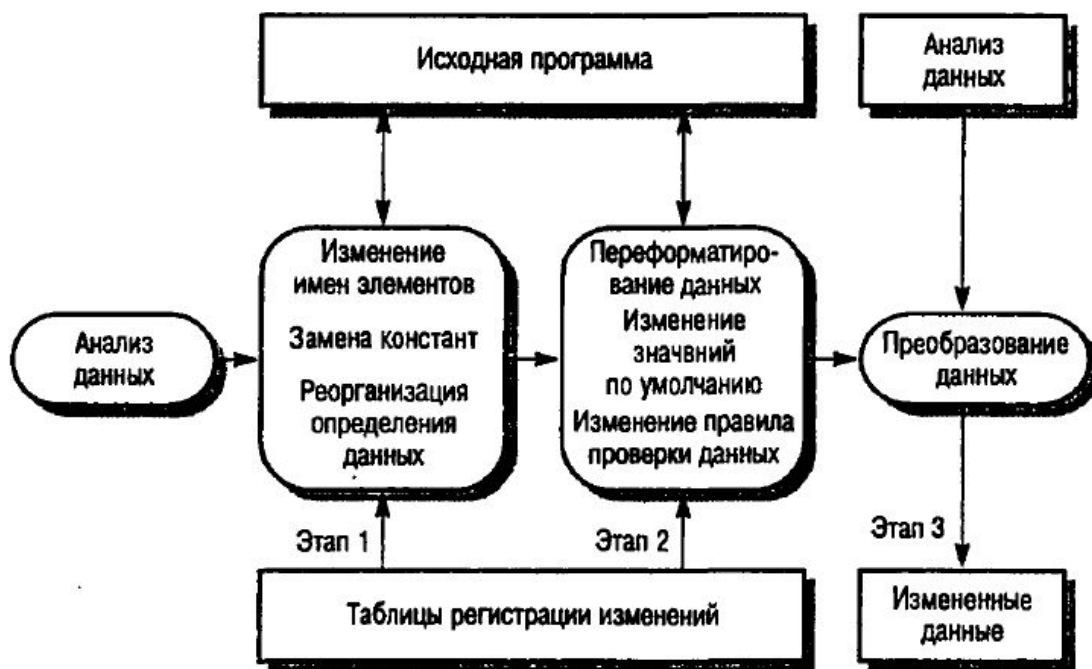 Исходная программа
Анализ
данных
Изменение
имен элементов
Замена констант
Реорганизация
определения
данных
Переформатиро-
вание данных
Изменение
значвний
по умолчанию
Изменение правила
проверки данных
Анализ
данных
Преобразование
данных
Этап 1
Этап 2
Этап 3
Таблицы регистрации изменений
Измененные
данные